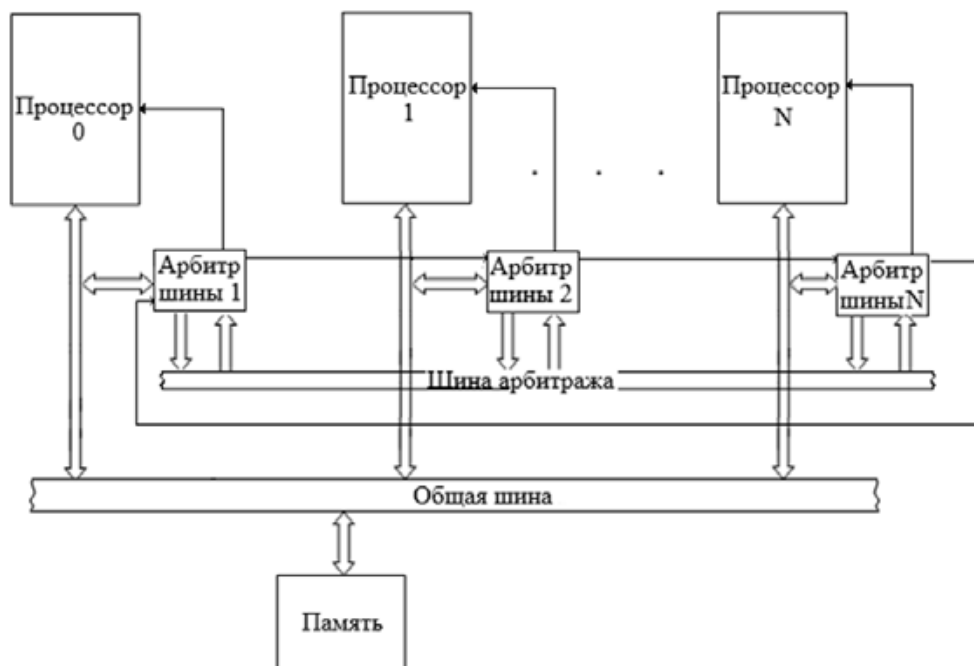 Процессор
0
Процессор
1
Процессор
N
. . .
Арбитр
шины 1
Арбитр
шины 2
Арбитр
шиныN
Шина арбитража
Общая шина
Память